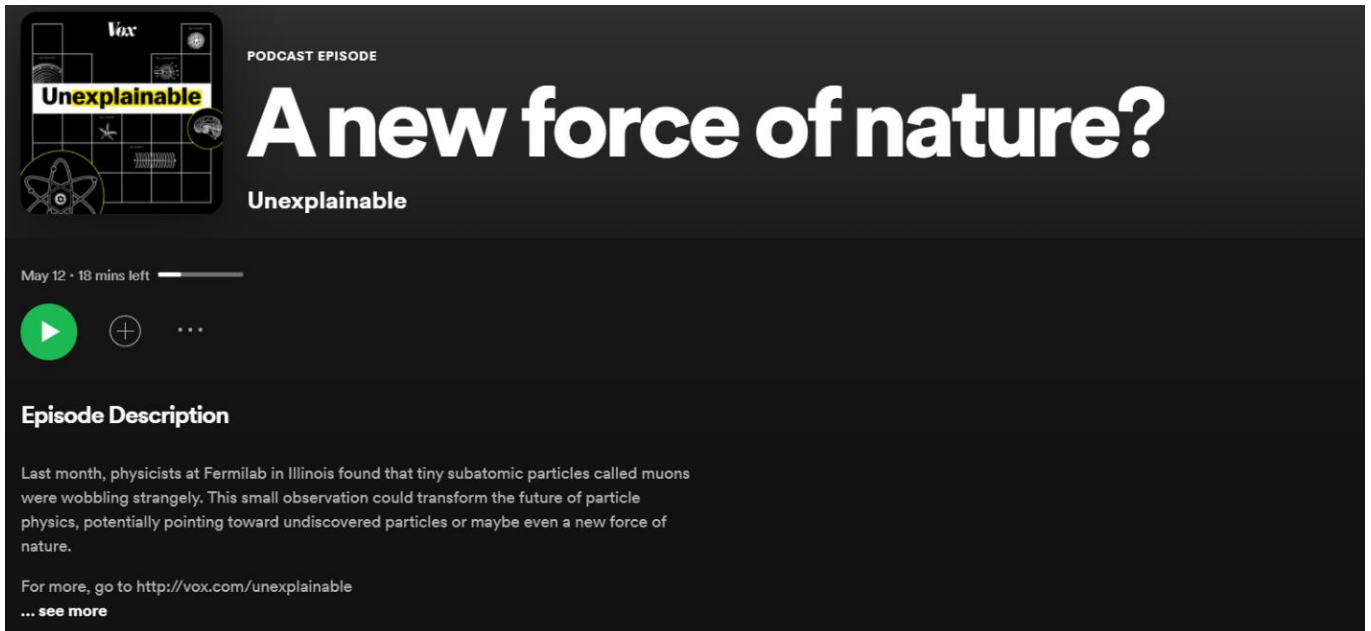 Vox
Unexplainable
PODCAST EPISODE
A new force of nature?
Unexplainable
May 12 • 18 mins left
Episode Description
Last month, physicists at Fermilab in Illinois found that tiny subatomic particles called muons
were wobbling strangely. This small observation could transform the future of particle
physics, potentially pointing toward undiscovered particles or maybe even a new force of
nature.
For more, go to http://vox.com/unexplainable
... see more